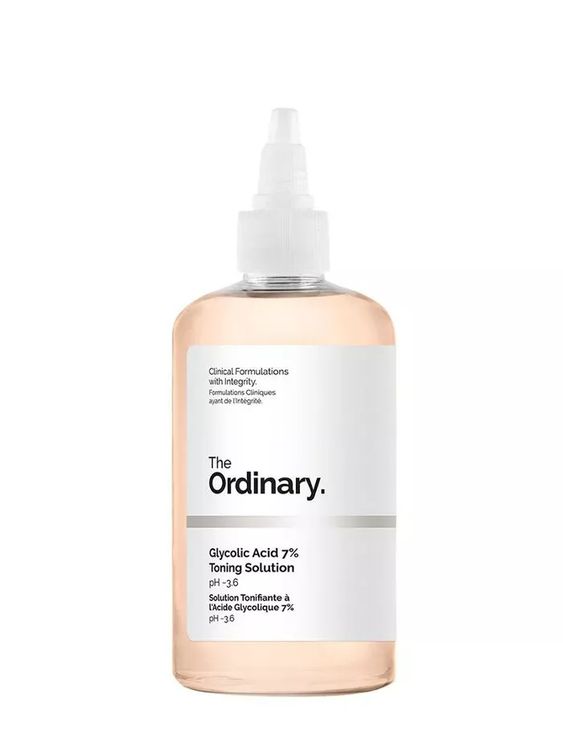 Clinical Formulations
with Integrity.
Formulations Cliniques
ayant de l'Intégrité.
The
Ordinary.
Glycolic Acid 7%
Toning Solution
pH ~3.6
Solution Tonifiante à
l'Acide Glycolique 7%
pH ~3.6